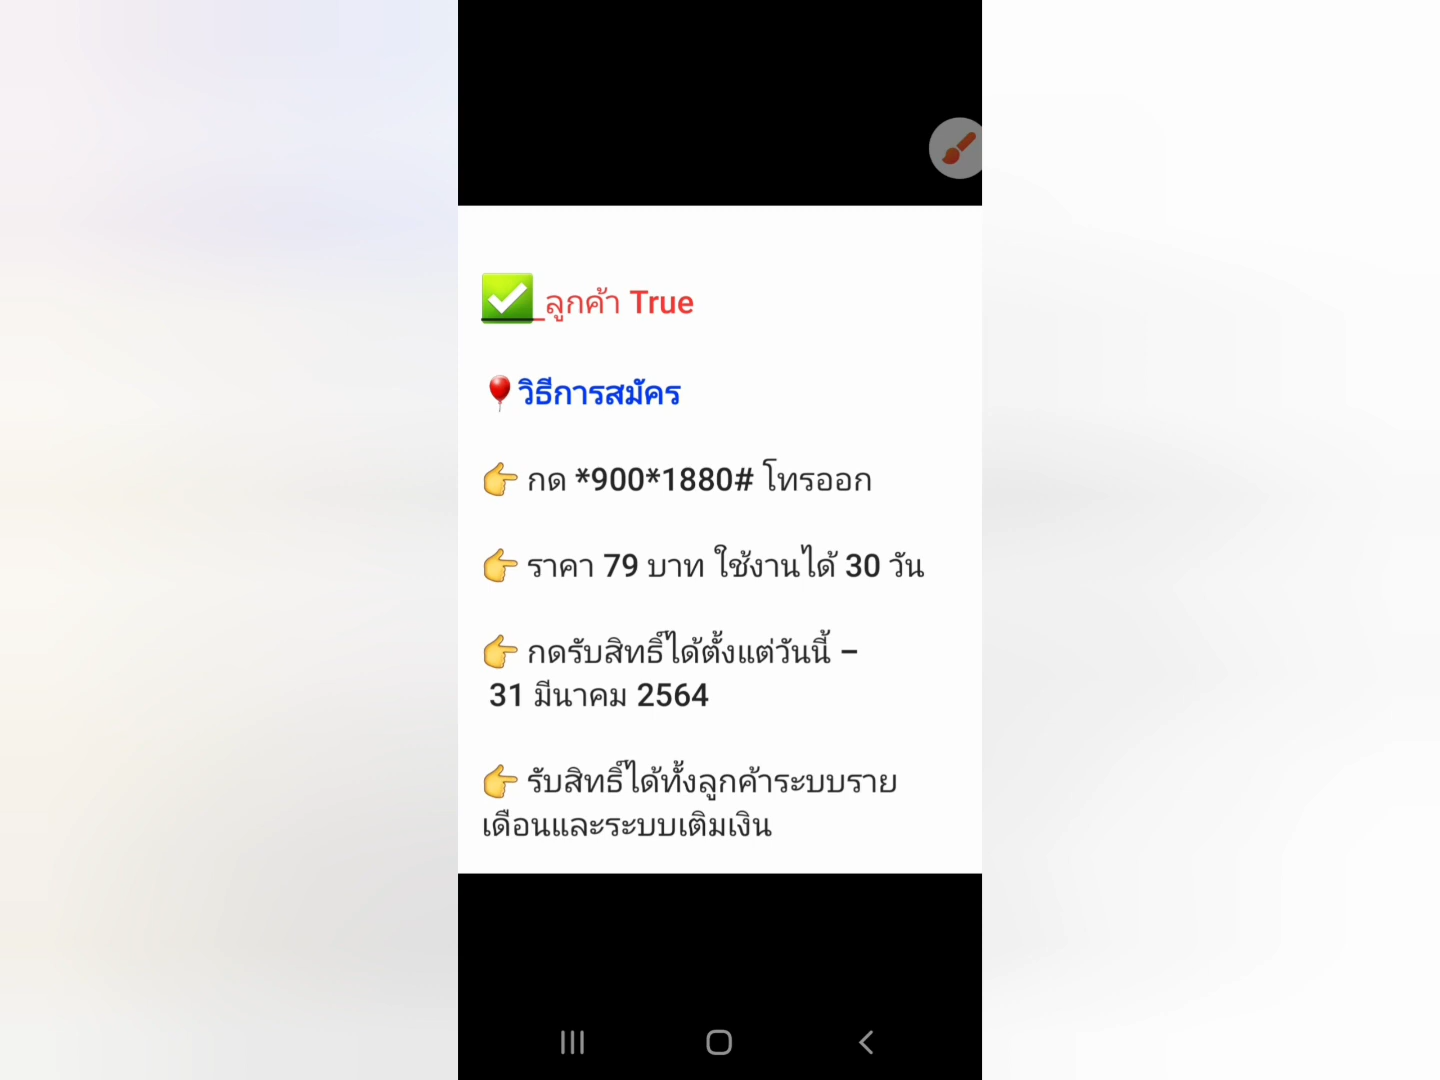 ✅ ลูกค้า True
🎈วิธีการสมัคร
👉 กด *900*1880# โทรออก
👉 ราคา 79 บาท ใช้งานได้ 30 วัน
👉 กดรับสิทธิ์ได้ตั้งแต่วันนี้ –
31 มีนาคม 2564
👉 รับสิทธิ์ได้ทั้งลูกค้าระบบราย
เดือนและระบบเติมเงิน